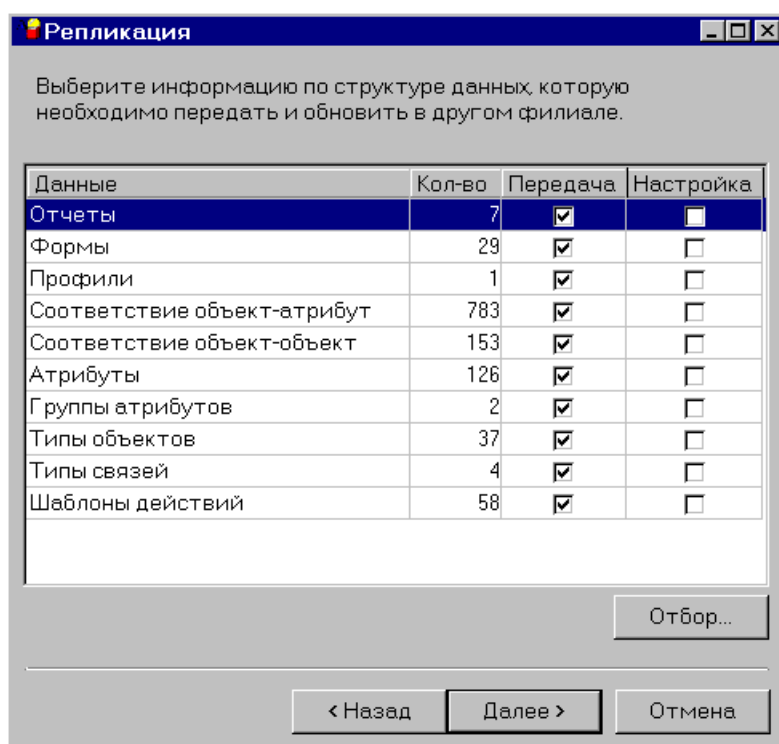 Репликация
Выберите информацию по структуре данных, которую
необходимо передать и обновить в другом филиале.
Данные Кол-во Передача Настройка
Отчеты 7
Формы 29
Профили 1
Соответствие объект-атрибут 783
Соответствие объект-объект 153
Атрибуты 126
Группы атрибутов 2
Типы объектов 37
Типы связей 4
Шаблоны действий 58
Отбор...
< Назад Далее > Отмена